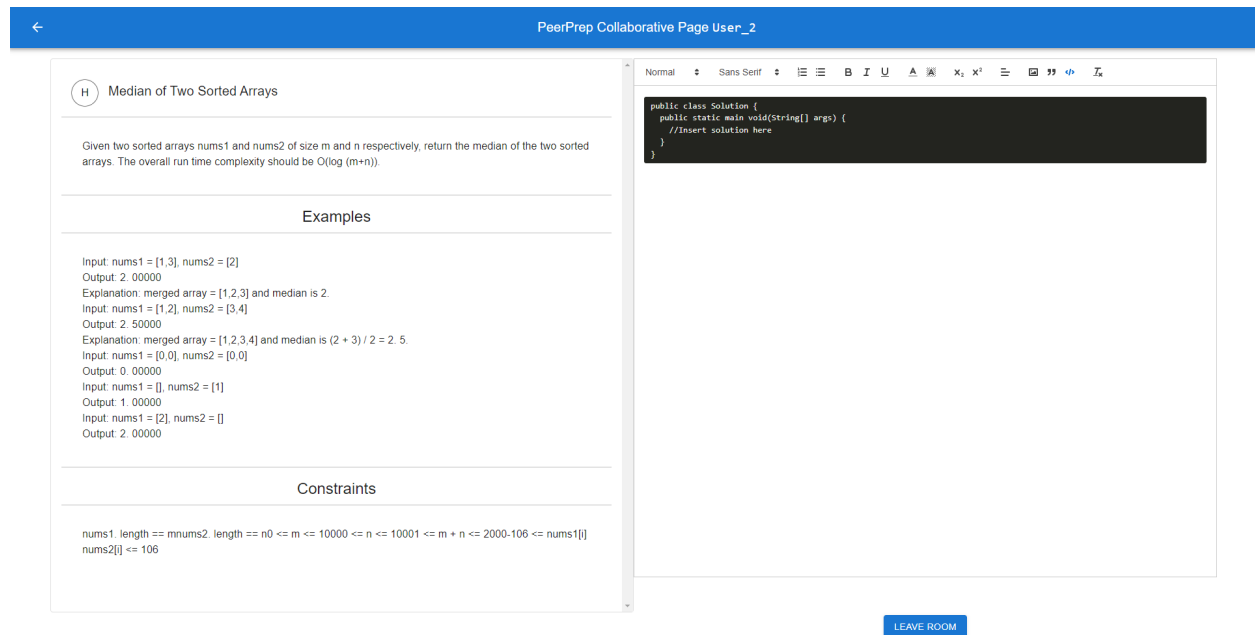 PeerPrep Collaborative Page User_2
H Median of Two Sorted Arrays
Given two sorted arrays nums1 and nums2 of size m and n respectively, return the median of the two sorted
arrays. The overall run time complexity should be O(log (m+n)).
Examples
Input: nums1 = [1,3], nums2 = [2]
Output: 2. 00000
Explanation: merged array = [1,2,3] and median is 2.
Input: nums1 = [1,2], nums2 = [3,4]
Output: 2. 50000
Explanation: merged array = [1,2,3,4] and median is (2 + 3) / 2 = 2. 5.
Input: nums1 = [0,0], nums2 = [0,0]
Output: 0. 00000
Input: nums1 = [], nums2 = [1]
Output: 1. 00000
Input: nums1 = [2], nums2 = []
Output: 2. 00000
Constraints
nums1. length == mnums2. length == n0 <= m <= 10000 <= n <= 10001 <= m + n <= 2000-106 <= nums1[i]
nums2[i] <= 106
Normal Sans Serif B I U A A X₂ X² Tx
public class Solution {
  public static main void(String[] args) {
    //Insert solution here
  }
}
LEAVE ROOM